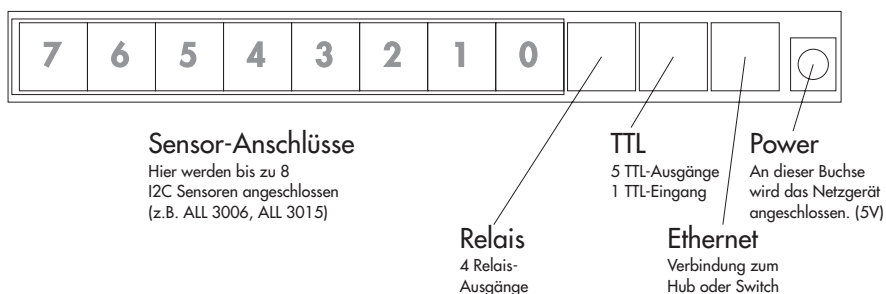 7 6 5 4 3 2 1 0
Sensor-Anschlüsse
Hier werden bis zu 8
I2C Sensoren angeschlossen
(z.B. ALL 3006, ALL 3015)
Relais
4 Relais-
Ausgänge
TTL
5 TTL-Ausgänge
1 TTL-Eingang
Ethernet
Verbindung zum
Hub oder Switch
Power
An dieser Buchse
wird das Netzgerät
angeschlossen. (5V)